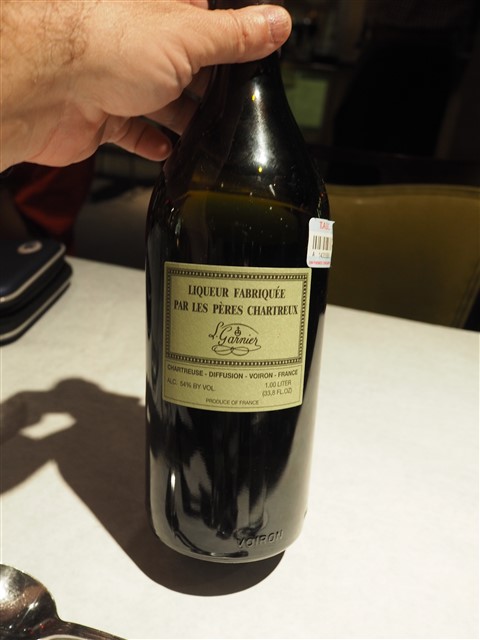 LIQUEUR FABRIQUÉE
PAR LES PÈRES CHARTREUX
L. Garnier
CHARTREUSE - DIFFUSION - VOIRON - FRANCE
ALC. 54% BY VOL. 1.00 LITER
(33,8 FL.OZ)
PRODUCE OF FRANCE
VOIRON